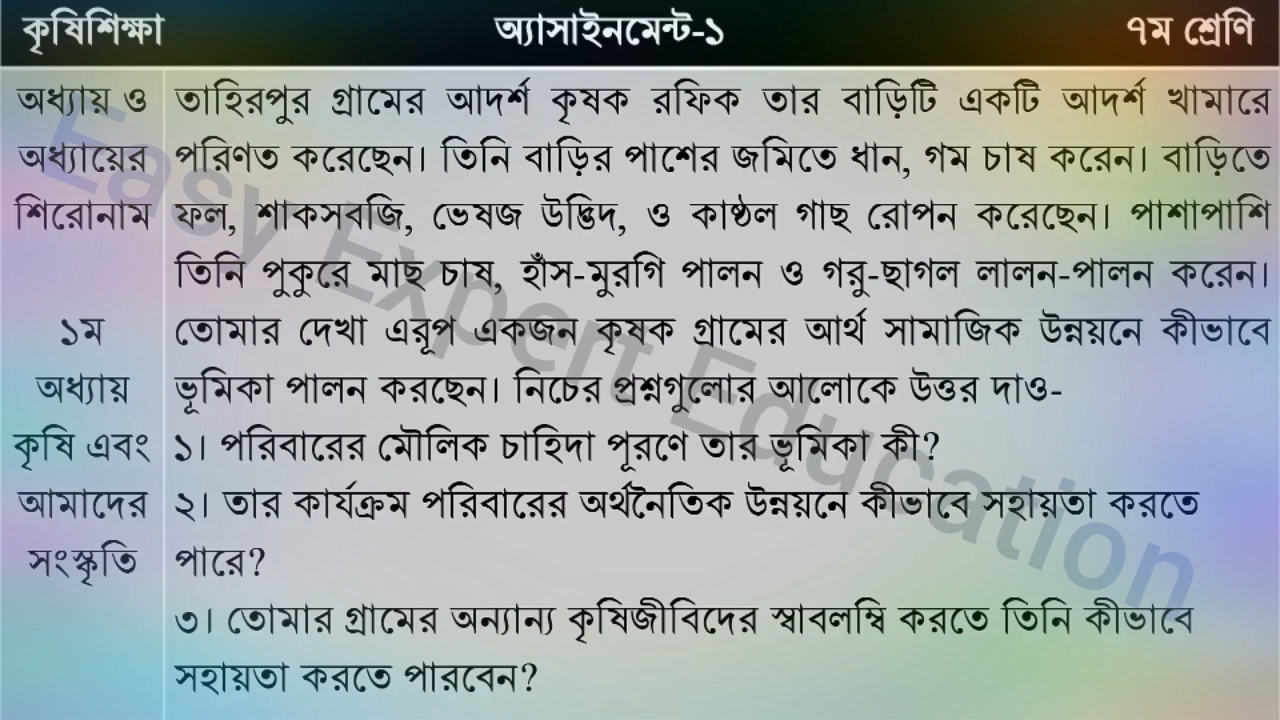 কৃষিশিক্ষা অ্যাসাইনমেন্ট-১ ৭ম শ্রেণি
অধ্যায় ও
অধ্যায়ের
শিরোনাম
১ম
অধ্যায়
কৃষি এবং
আমাদের
সংস্কৃতি
তাহিরপুর গ্রামের আদর্শ কৃষক রফিক তার বাড়িটি একটি আদর্শ খামারে
পরিণত করেছেন। তিনি বাড়ির পাশের জমিতে ধান, গম চাষ করেন। বাড়িতে
ফল, শাকসবজি, ভেষজ উদ্ভিদ, ও কাষ্ঠল গাছ রোপন করেছেন। পাশাপাশি
তিনি পুকুরে মাছ চাষ, হাঁস-মুরগি পালন ও গরু-ছাগল লালন-পালন করেন।
তোমার দেখা এরূপ একজন কৃষক গ্রামের আর্থ সামাজিক উন্নয়নে কীভাবে
ভূমিকা পালন করছেন। নিচের প্রশ্নগুলোর আলোকে উত্তর দাও-
১। পরিবারের মৌলিক চাহিদা পূরণে তার ভূমিকা কী?
২। তার কার্যক্রম পরিবারের অর্থনৈতিক উন্নয়নে কীভাবে সহায়তা করতে
পারে?
৩। তোমার গ্রামের অন্যান্য কৃষিজীবিদের স্বাবলম্বি করতে তিনি কীভাবে
সহায়তা করতে পারবেন?
Easy Expert Education